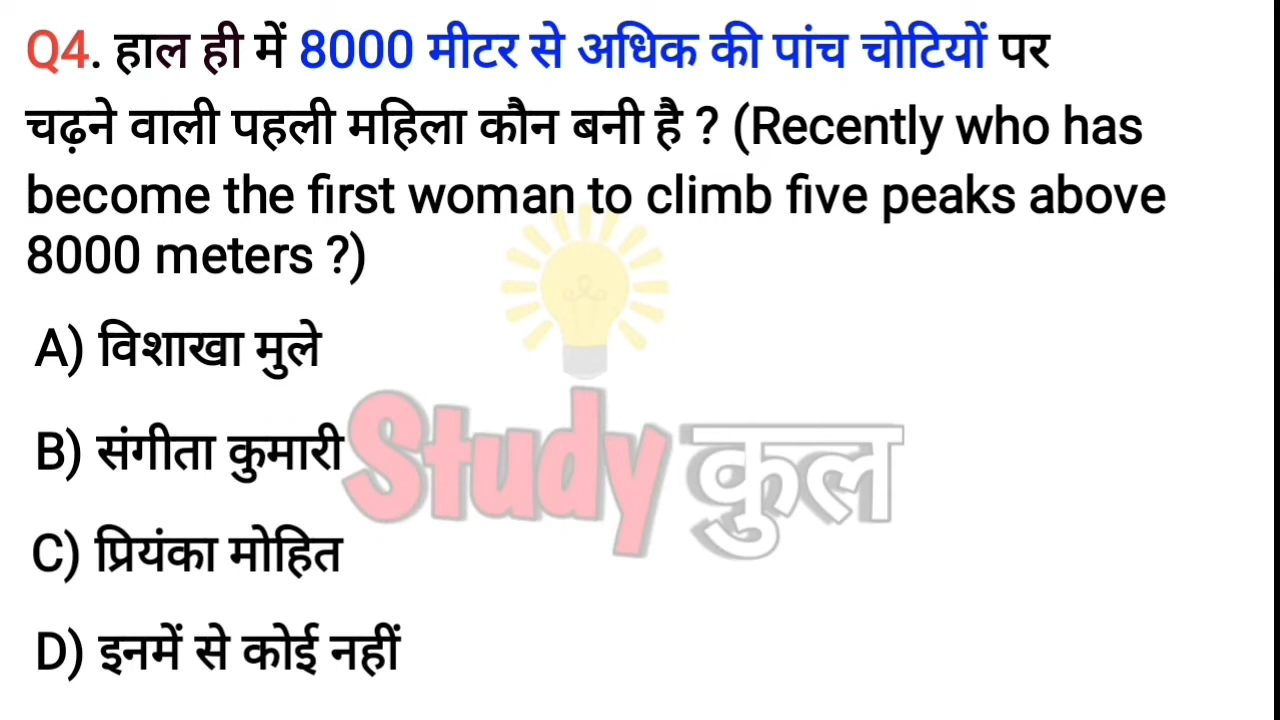 Q4. हाल ही में 8000 मीटर से अधिक की पांच चोटियों पर
चढ़ने वाली पहली महिला कौन बनी है ? (Recently who has
become the first woman to climb five peaks above
8000 meters ?)
A) विशाखा मुले
B) संगीता कुमारी
Study कुल
C) प्रियंका मोहित
D) इनमें से कोई नहीं